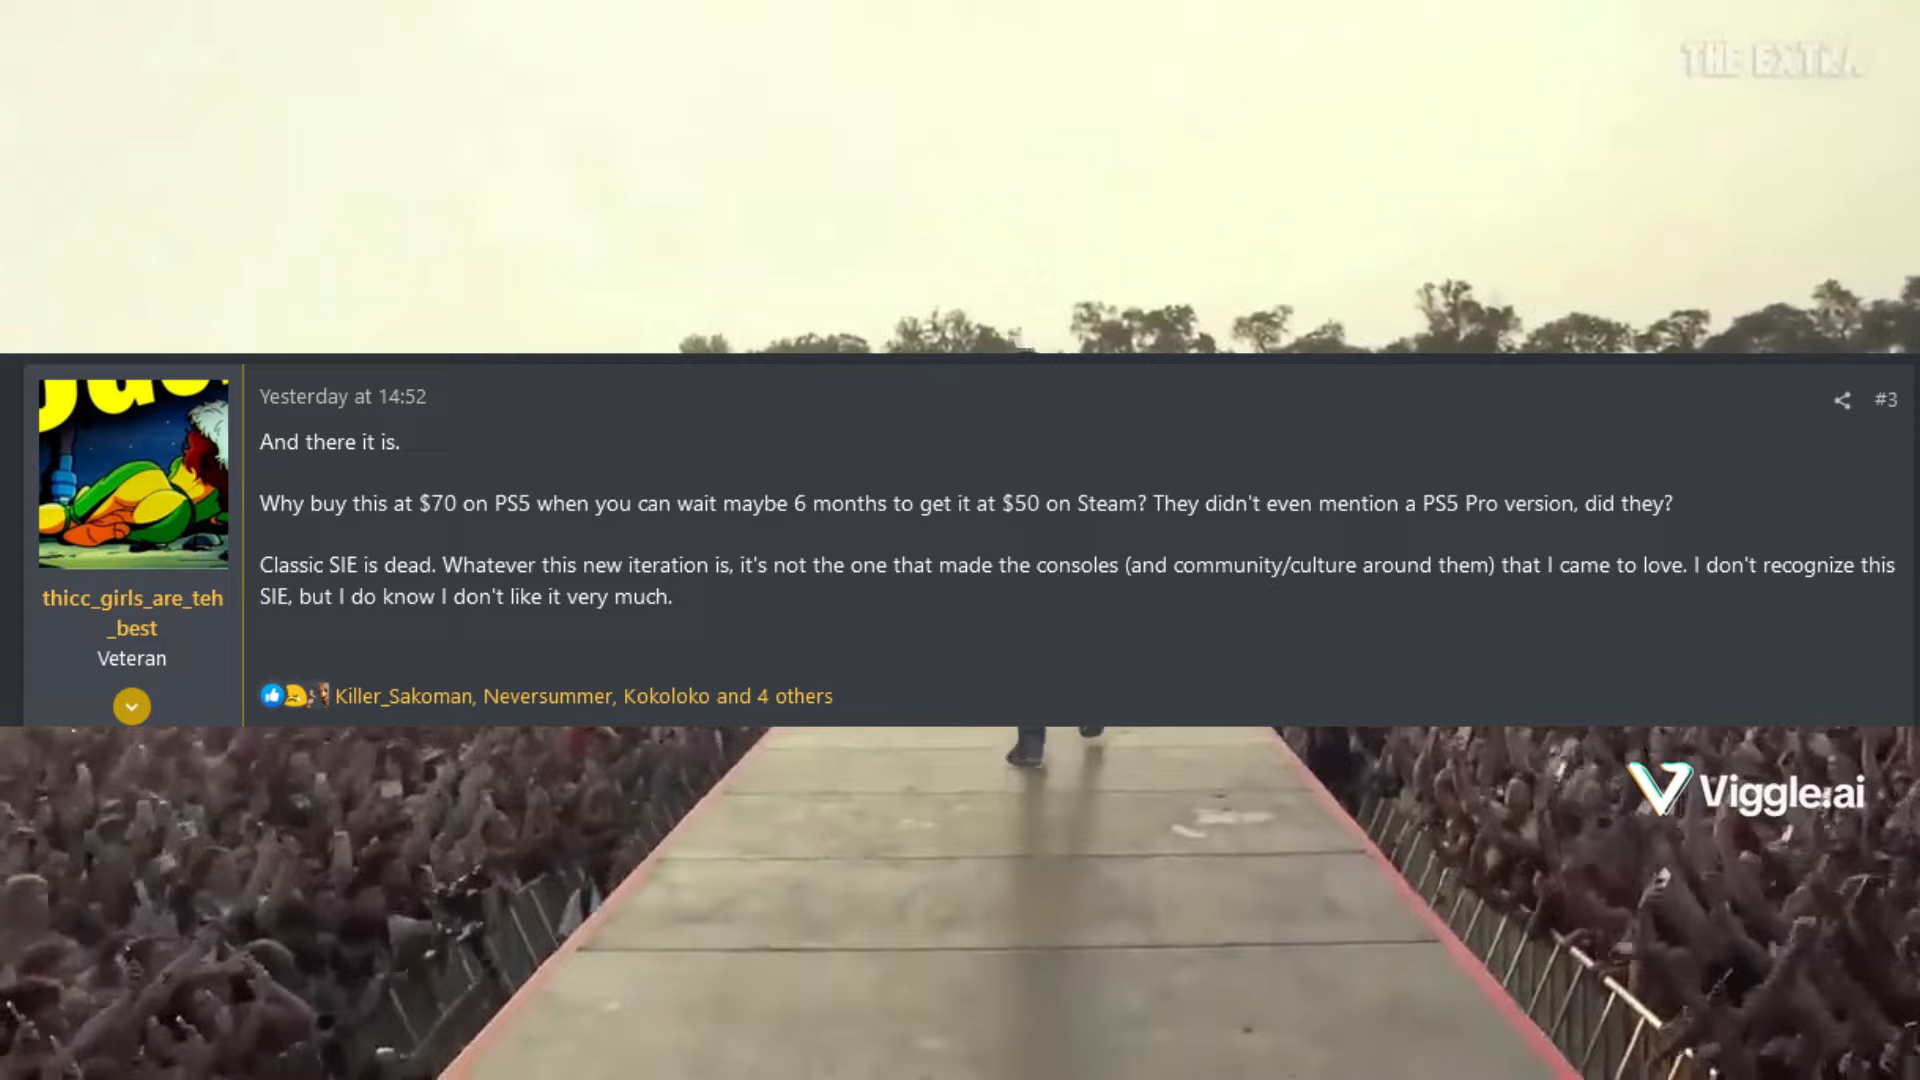 THE EXTRA
Yesterday at 14:52
#3
And there it is.
Why buy this at $70 on PS5 when you can wait maybe 6 months to get it at $50 on Steam? They didn't even mention a PS5 Pro version, did they?
Classic SIE is dead. Whatever this new iteration is, it's not the one that made the consoles (and community/culture around them) that I came to love. I don't recognize this
SIE, but I do know I don't like it very much.
thicc_girls_are_teh
_best
Veteran
Killer_Sakoman, Neversummer, Kokoloko and 4 others
Viggle.ai